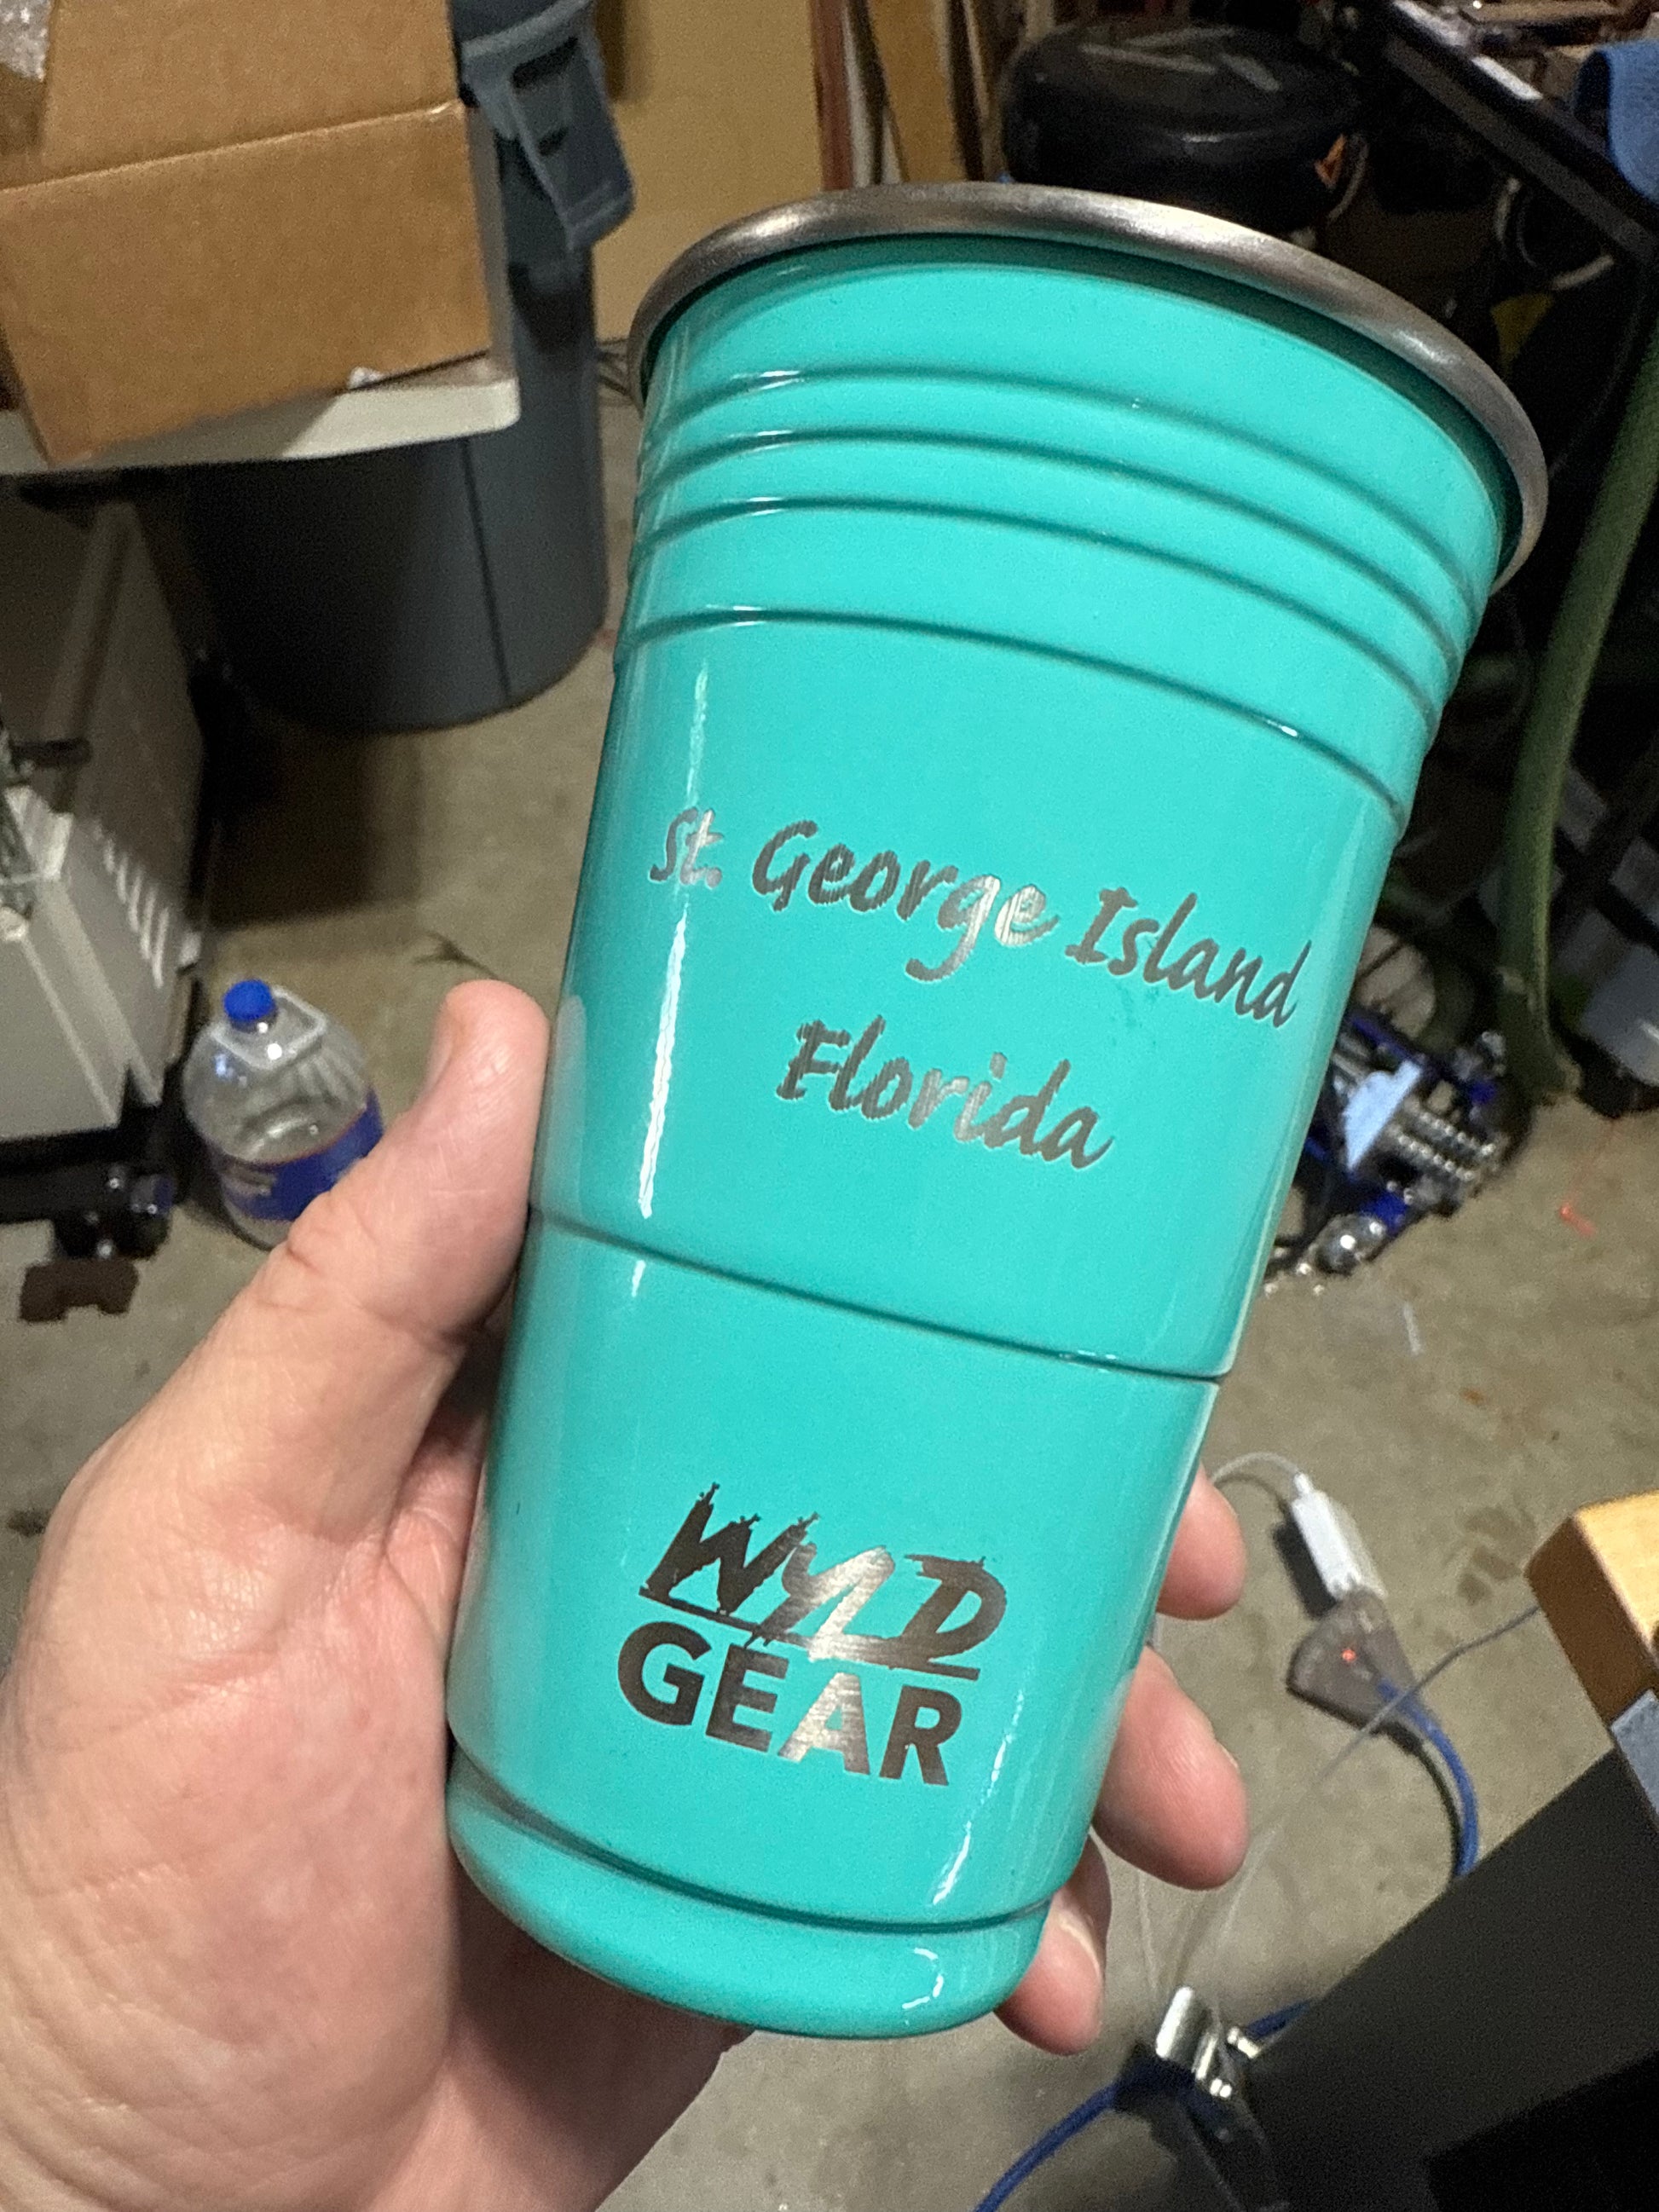 St. George Island
Florida
WYLD
GEAR